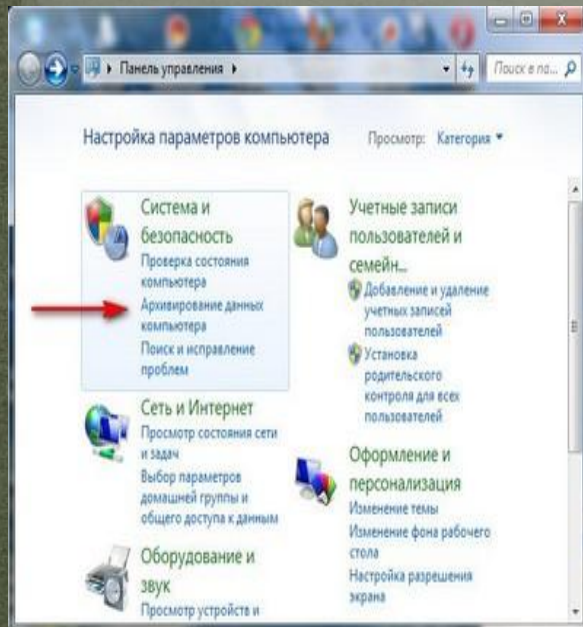 Панель управления
Поиск в па...
Настройка параметров компьютера
Просмотр: Категория
Система и
безопасность
Проверка состояния
компьютера
Архивирование данных
компьютера
Поиск и исправление
проблем
Сеть и Интернет
Просмотр состояния сети
и задач
Выбор параметров
домашней группы и
общего доступа к данным
Оборудование и
звук
Просмотр устройств и
Учетные записи
пользователей и
семейн...
Добавление и удаление
учетных записей
пользователей
Установка
родительского
контроля для всех
пользователей
Оформление и
персонализация
Изменение темы
Изменение фона рабочего
стола
Настройка разрешения
экрана